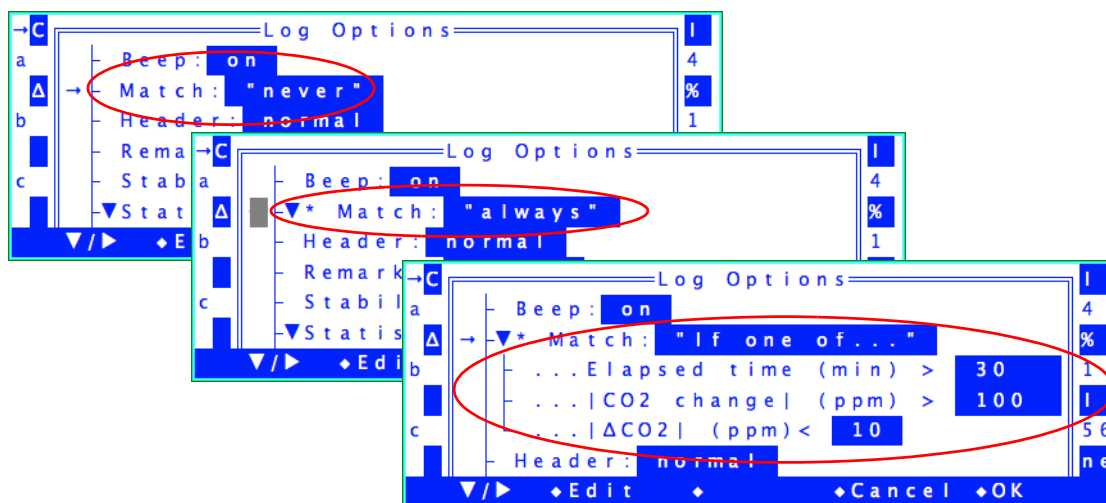 →C Log Options I
a Beep: on 4
Δ → Match: "never" %
b Header: normal 1
Rema
c Stab
▼Stat
▼/▶ ◆E
→C Log Options I
a Beep: on 4
Δ ▼* Match: "always" %
b Header: normal 1
Remark
c Stabil
▼Statis
▼/▶ ◆Edi
→C Log Options I
a Beep: on 4
Δ → ▼* Match: "If one of..." %
b ...Elapsed time (min) > 30 1
...|CO2 change| (ppm) > 100 I
c ...|ΔCO2| (ppm)< 10 56
Header: normal ne
▼/▶ ◆Edit ◆ ◆Cancel ◆OK